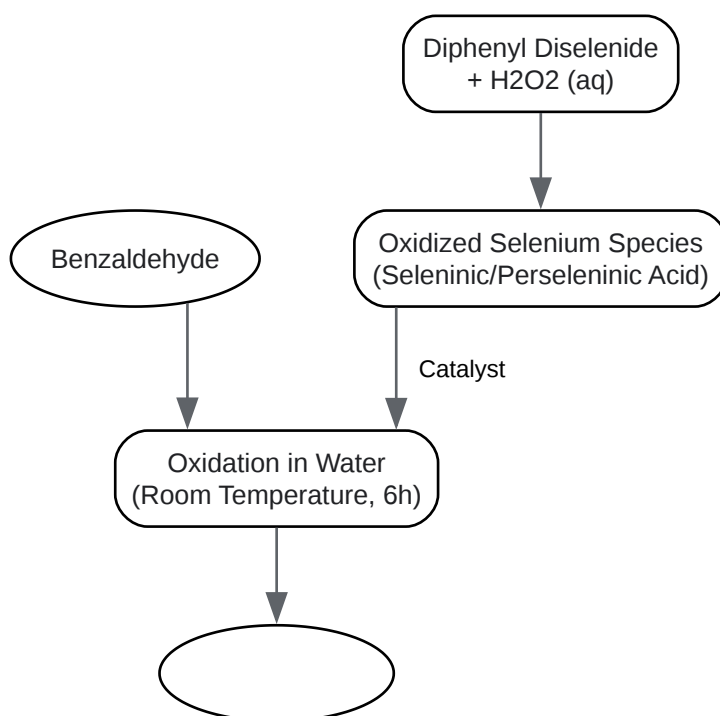 Diphenyl Diselenide
+ H2O2 (aq)
Benzaldehyde
Oxidized Selenium Species
(Seleninic/Perseleninic Acid)
Catalyst
Oxidation in Water
(Room Temperature, 6h)